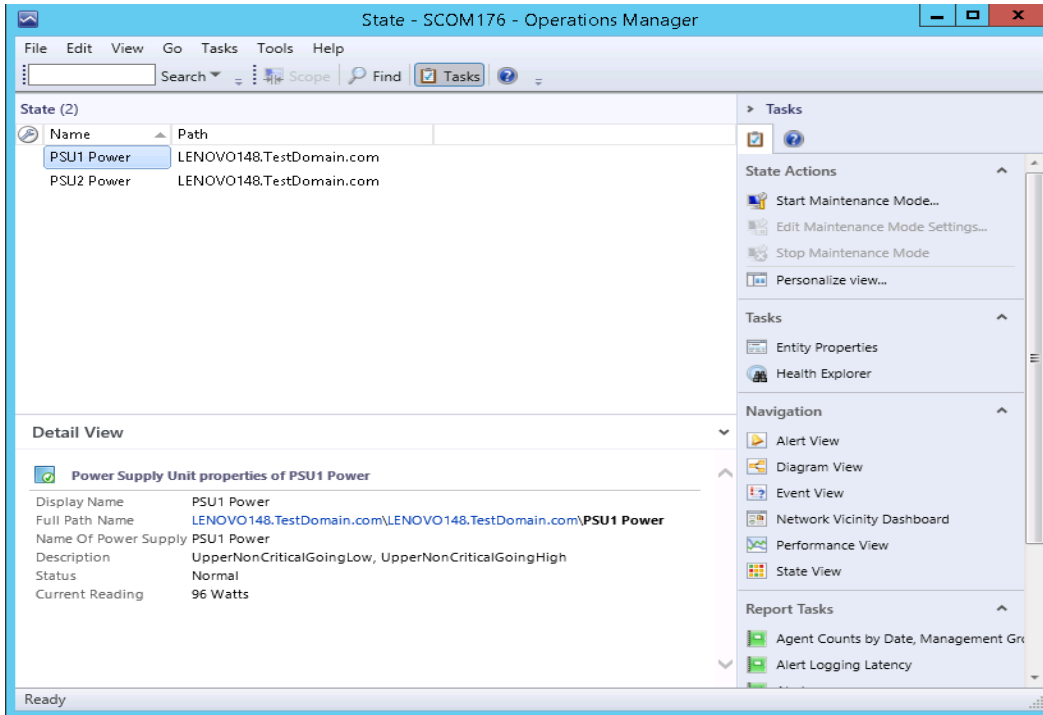 State - SCOM176 - Operations Manager
File Edit View Go Tasks Tools Help
Search Scope Find Tasks
State (2)
Name Path
PSU1 Power LENOVO148.TestDomain.com
PSU2 Power LENOVO148.TestDomain.com
Detail View
Power Supply Unit properties of PSU1 Power
Display Name PSU1 Power
Full Path Name LENOVO148.TestDomain.com\LENOVO148.TestDomain.com\PSU1 Power
Name Of Power Supply PSU1 Power
Description UpperNonCriticalGoingLow, UpperNonCriticalGoingHigh
Status Normal
Current Reading 96 Watts
Tasks
State Actions
Start Maintenance Mode...
Edit Maintenance Mode Settings...
Stop Maintenance Mode
Personalize view...
Tasks
Entity Properties
Health Explorer
Navigation
Alert View
Diagram View
Event View
Network Vicinity Dashboard
Performance View
State View
Report Tasks
Agent Counts by Date, Management Gro
Alert Logging Latency
Ready